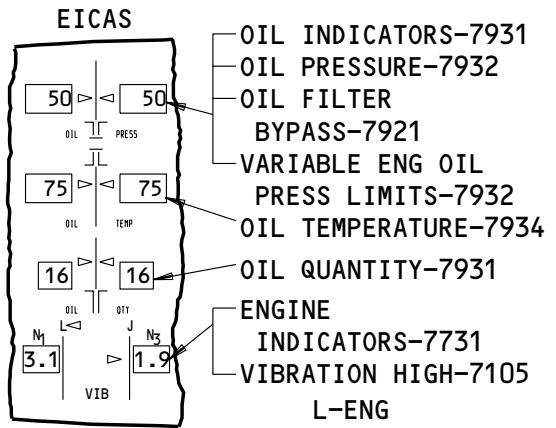 EICAS
50 50
OIL PRESS
75 75
OIL TEMP
16 16
OIL QTY
L J
N1 N3
3.1 1.9
VIB
OIL INDICATORS-7931
OIL PRESSURE-7932
OIL FILTER
BYPASS-7921
VARIABLE ENG OIL
PRESS LIMITS-7932
OIL TEMPERATURE-7934
OIL QUANTITY-7931
ENGINE
INDICATORS-7731
VIBRATION HIGH-7105
L-ENG